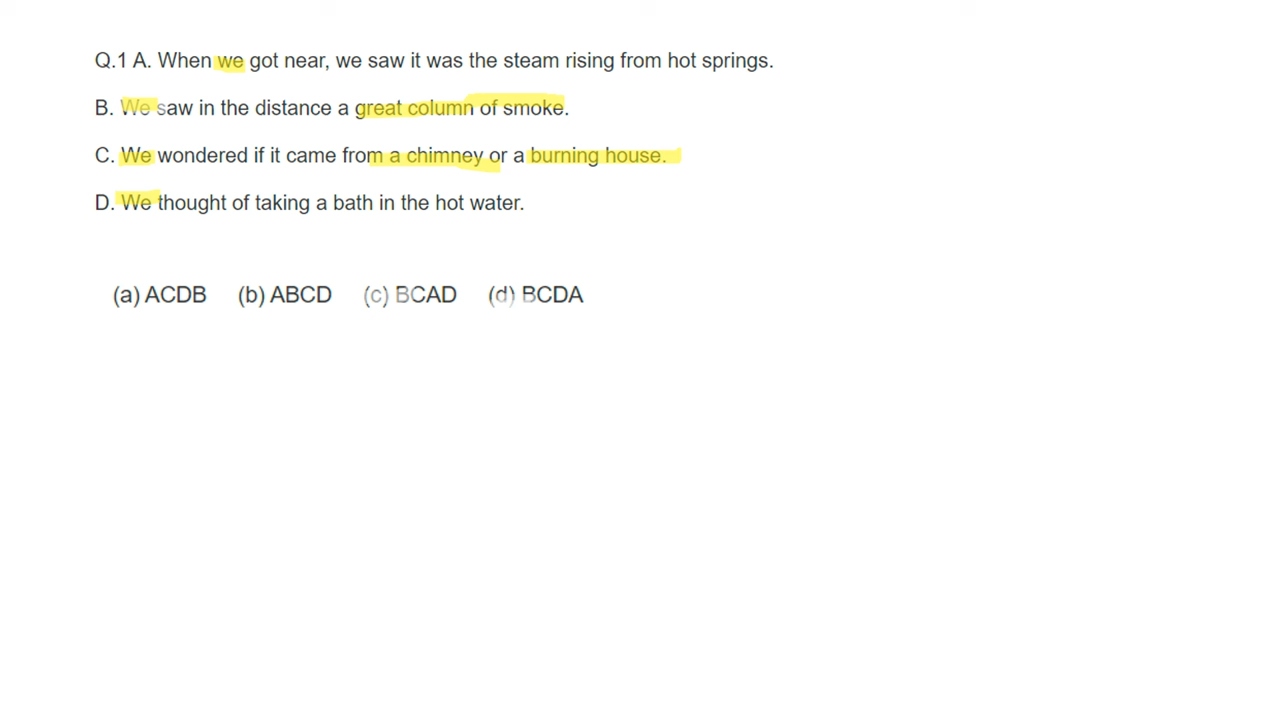 Q.1 A. When we got near, we saw it was the steam rising from hot springs.
B. We saw in the distance a great column of smoke.
C. We wondered if it came from a chimney or a burning house.
D. We thought of taking a bath in the hot water.
(a) ACDB (b) ABCD (c) BCAD (d) BCDA